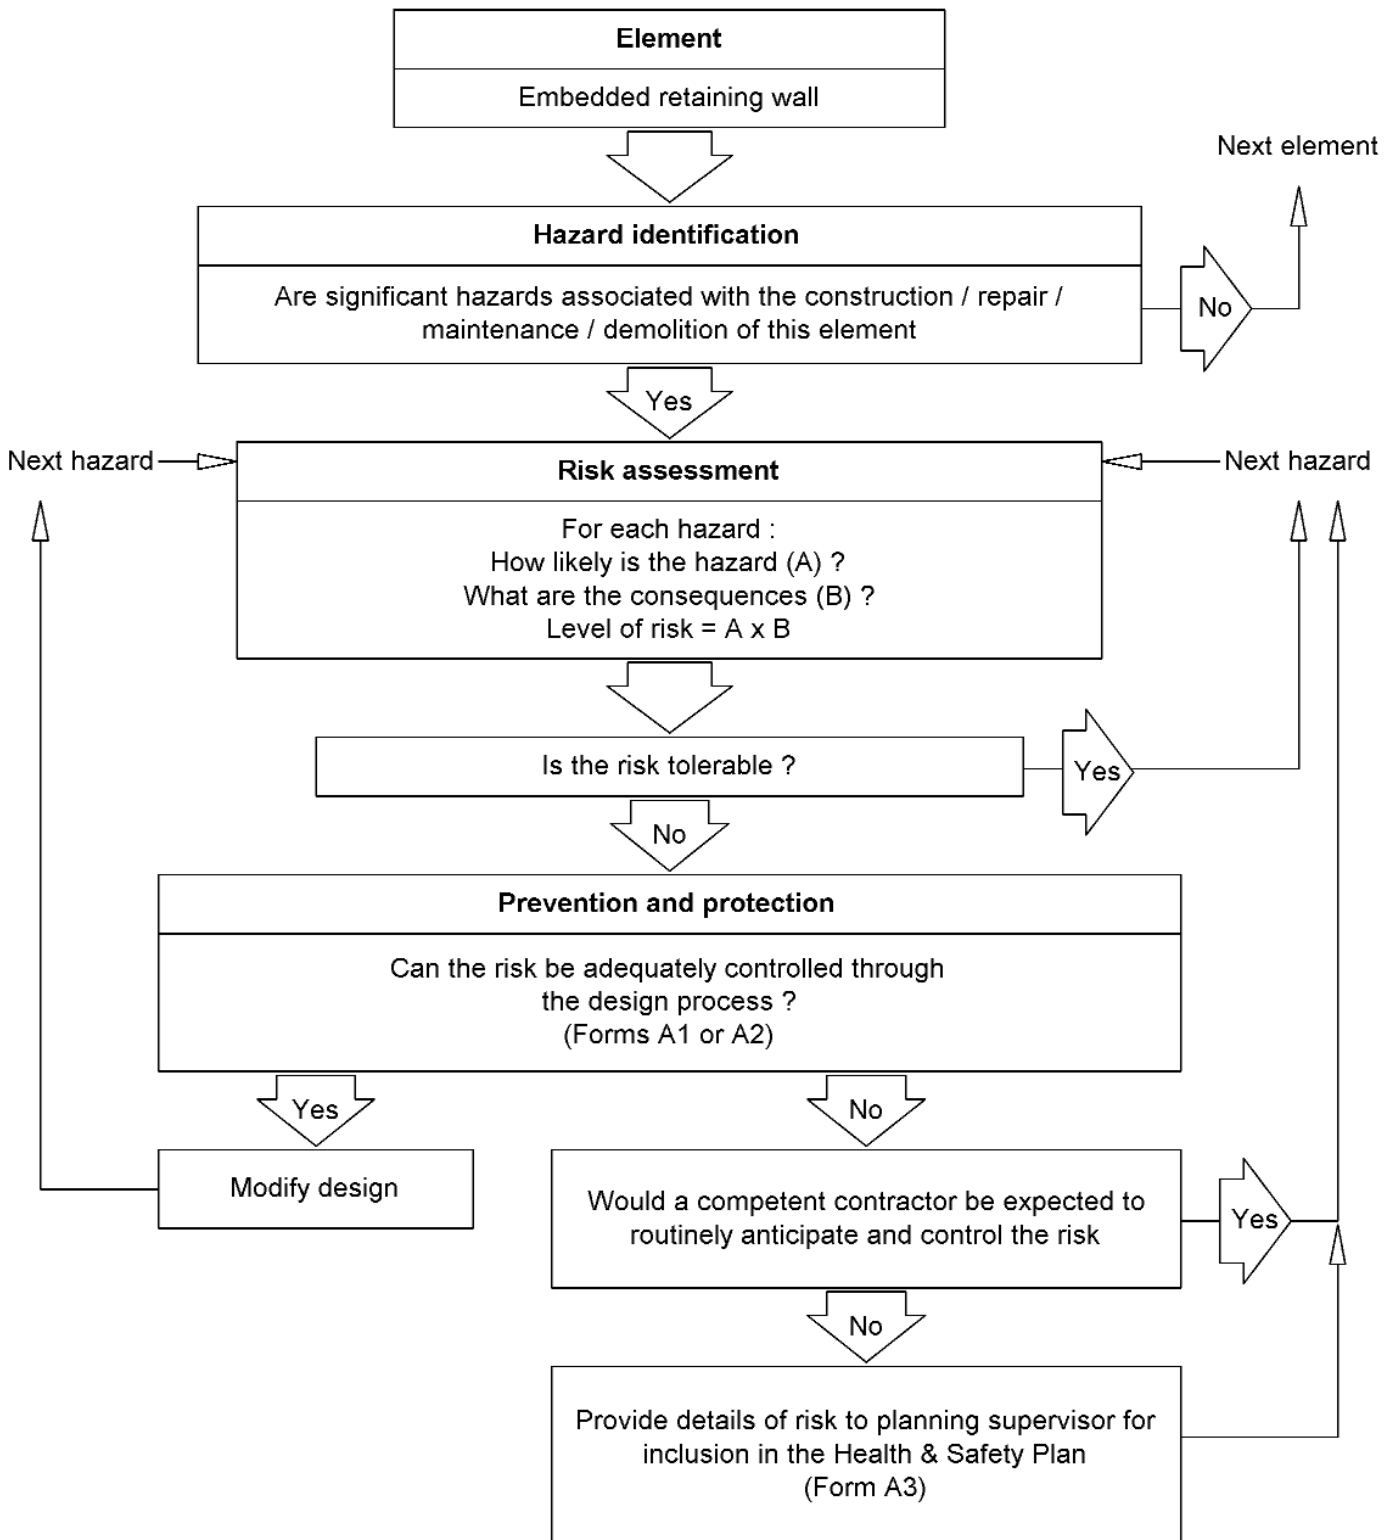 Element
Embedded retaining wall
Next element
Hazard identification
Are significant hazards associated with the construction / repair /
maintenance / demolition of this element
No
Yes
Next hazard
Next hazard
Risk assessment
For each hazard :
How likely is the hazard (A) ?
What are the consequences (B) ?
Level of risk = A x B
Is the risk tolerable ?
Yes
No
Prevention and protection
Can the risk be adequately controlled through
the design process ?
(Forms A1 or A2)
Yes
No
Modify design
Would a competent contractor be expected to
routinely anticipate and control the risk
Yes
No
Provide details of risk to planning supervisor for
inclusion in the Health & Safety Plan
(Form A3)